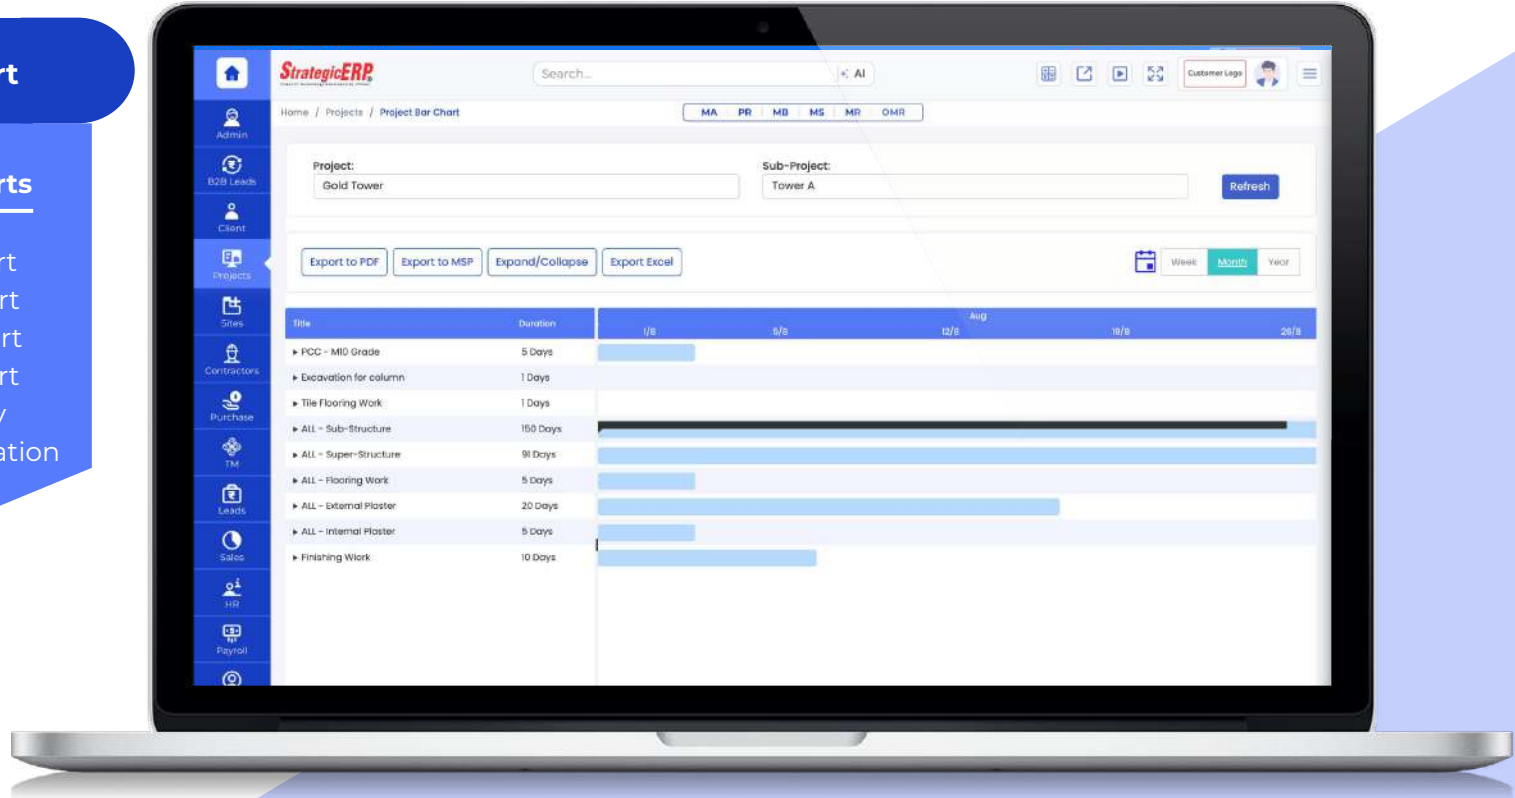 rt
rts
rt
rt
rt
rt
y
ation
StrategicERP
Search...
AI
Customer Logo
Home / Projects / Project Bar Chart
MA PR MB MS MR OMR
Admin
B2B Leads
Client
Projects
Sites
Contractors
Purchase
TM
Leads
Sales
HR
Payroll
Project:
Sub-Project:
Gold Tower
Tower A
Refresh
Export to PDF
Export to MSP
Expand/Collapse
Export Excel
Week Month Year
Title Duration
Aug
1/8 5/8 12/8 19/8 26/8
PCC - M10 Grade 5 Days
Excavation for column 1 Days
Tile Flooring Work 1 Days
ALL - Sub-Structure 150 Days
ALL - Super-Structure 91 Days
ALL - Flooring Work 5 Days
ALL - External Plaster 20 Days
ALL - Internal Plaster 5 Days
Finishing Work 10 Days